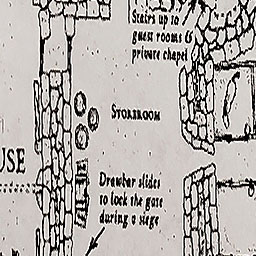 Stairs up to
guest rooms &
private chapel
STOREROOM
USE
Drawbar slides
to lock the gate
during a siege